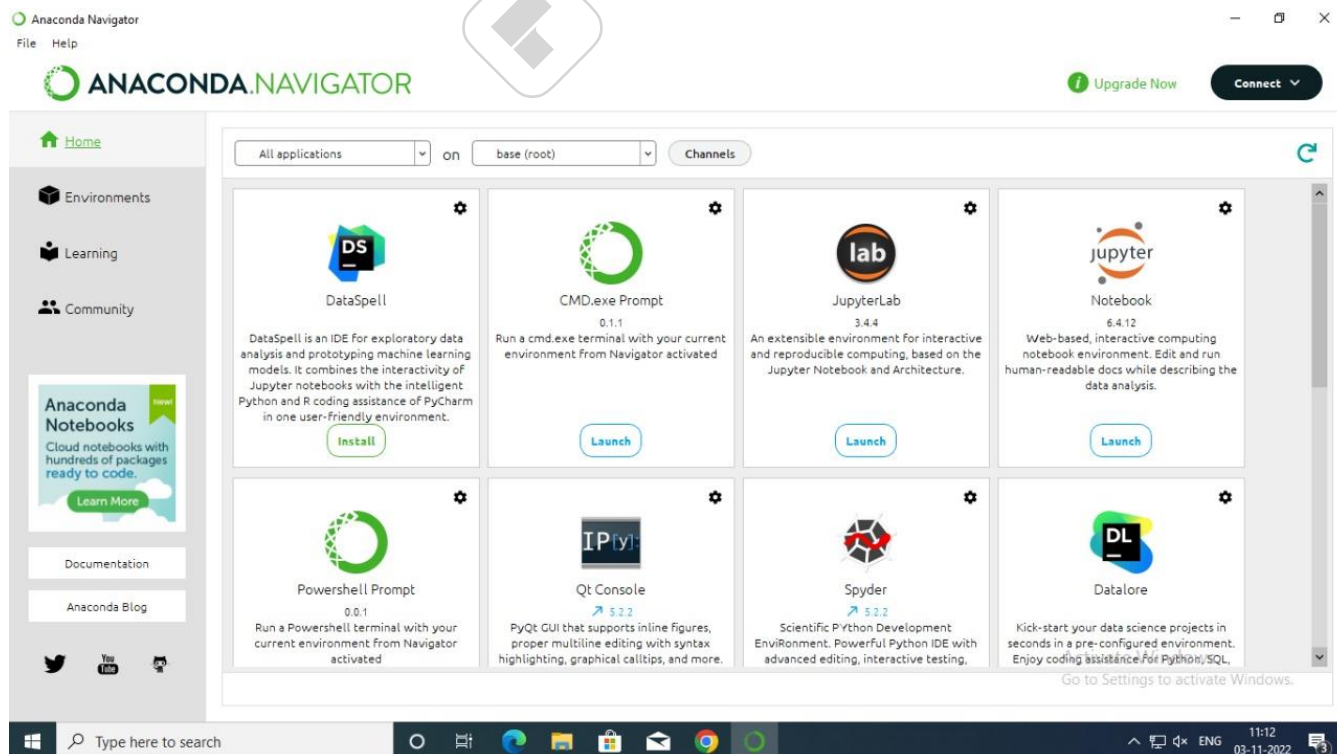 Anaconda Navigator
File Help
ANACONDA.NAVIGATOR
Upgrade Now
Connect
Home
Environments
Learning
Community
Anaconda
Notebooks
New!
Cloud notebooks with
hundreds of packages
ready to code.
Learn More
Documentation
Anaconda Blog
You
Tube
All applications on base (root) Channels
DS
DataSpell
DataSpell is an IDE for exploratory data
analysis and prototyping machine learning
models. It combines the interactivity of
Jupyter notebooks with the intelligent
Python and R coding assistance of PyCharm
in one user-friendly environment.
Install
CMD.exe Prompt
0.1.1
Run a cmd.exe terminal with your current
environment from Navigator activated
Launch
lab
JupyterLab
3.4.4
An extensible environment for interactive
and reproducible computing, based on the
Jupyter Notebook and Architecture.
Launch
jupyter
Notebook
6.4.12
Web-based, interactive computing
notebook environment. Edit and run
human-readable docs while describing the
data analysis.
Launch
Powershell Prompt
0.0.1
Run a Powershell terminal with your
current environment from Navigator
activated
IP[y]:
Qt Console
5.2.2
PyQt GUI that supports inline figures,
proper multiline editing with syntax
highlighting, graphical calltips, and more.
Spyder
5.2.2
Scientific PYthon Development
EnviRonment. Powerful Python IDE with
advanced editing, interactive testing,
DL
Datalore
Kick-start your data science projects in
seconds in a pre-configured environment.
Enjoy coding assistance for Python, SQL,
Activate Windows
Go to Settings to activate Windows.
Type here to search
ENG
11:12
03-11-2022